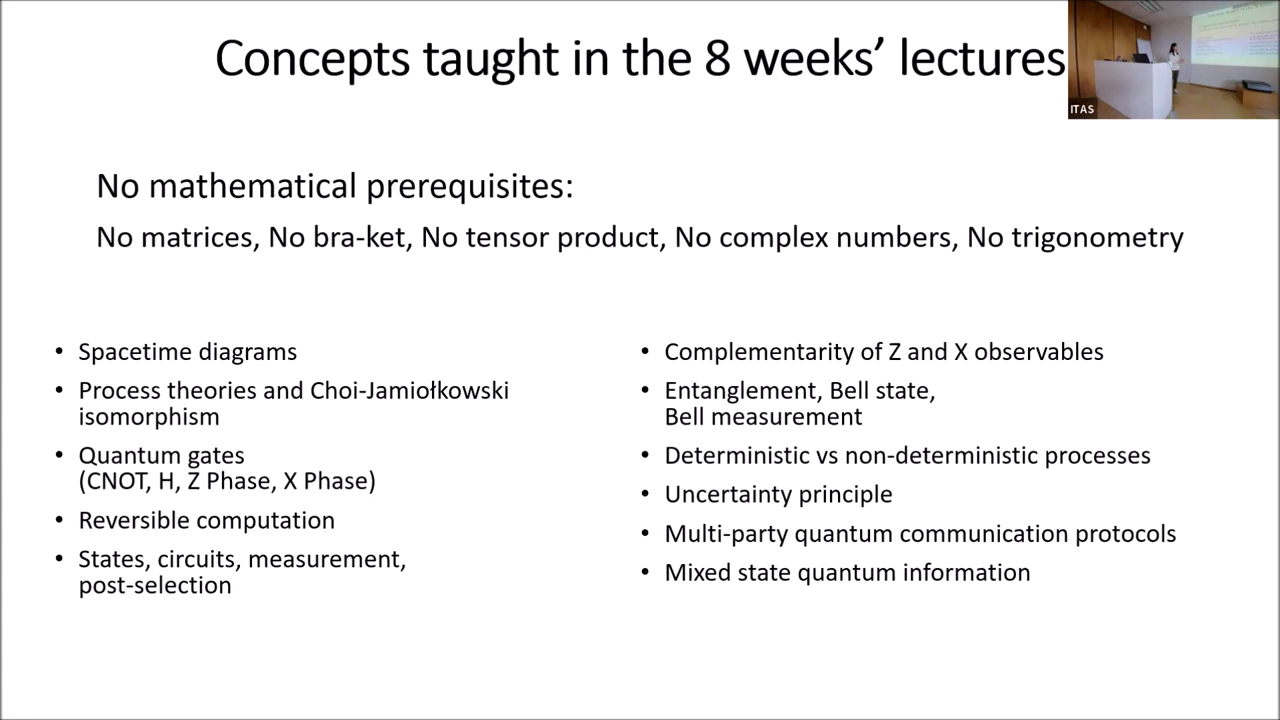 Concepts taught in the 8 weeks’ lectures
ITAS
No mathematical prerequisites:
No matrices, No bra-ket, No tensor product, No complex numbers, No trigonometry
• Spacetime diagrams
• Process theories and Choi-Jamiołkowski
isomorphism
• Quantum gates
(CNOT, H, Z Phase, X Phase)
• Reversible computation
• States, circuits, measurement,
post-selection
• Complementarity of Z and X observables
• Entanglement, Bell state,
Bell measurement
• Deterministic vs non-deterministic processes
• Uncertainty principle
• Multi-party quantum communication protocols
• Mixed state quantum information